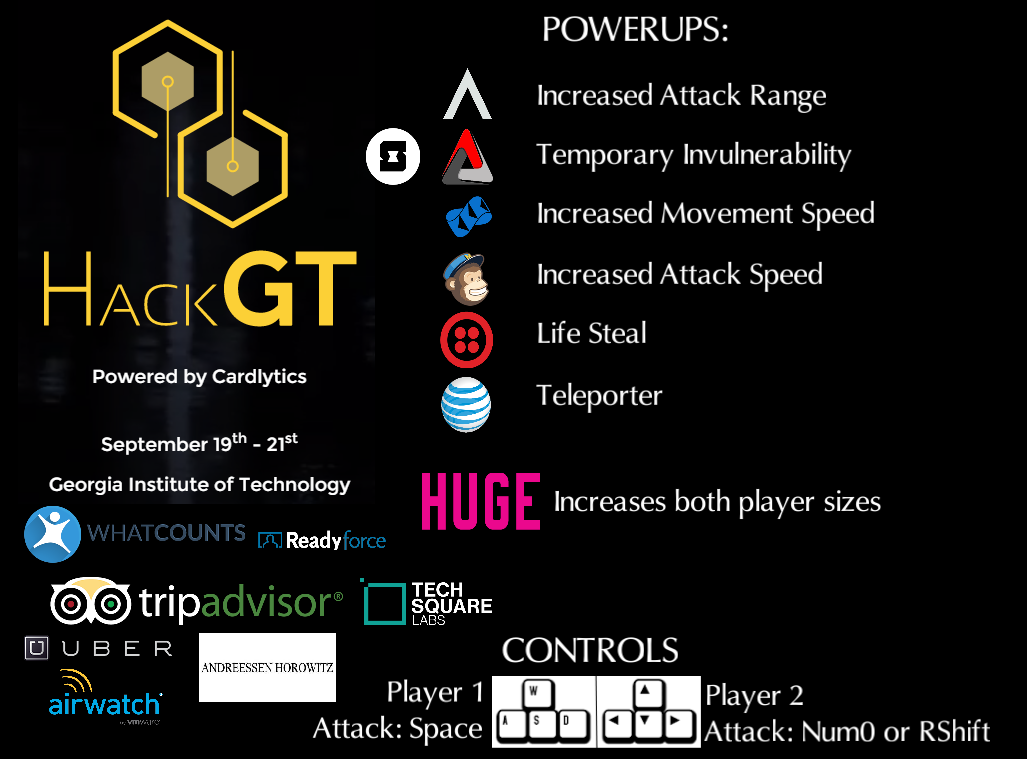 HACKGT
Powered by Cardlytics
September 19th - 21st
Georgia Institute of Technology
WHATCOUNTS
Readyforce
tripadvisor®
TECH
SQUARE
LABS
UBER
ANDREESSEN HOROWITZ
airwatch
by vmware
POWERUPS:
Increased Attack Range
S
Temporary Invulnerability
Increased Movement Speed
Increased Attack Speed
Life Steal
Teleporter
HUGE Increases both player sizes
CONTROLS
Player 1
Attack: Space
W
A S D
Player 2
Attack: Num0 or RShift